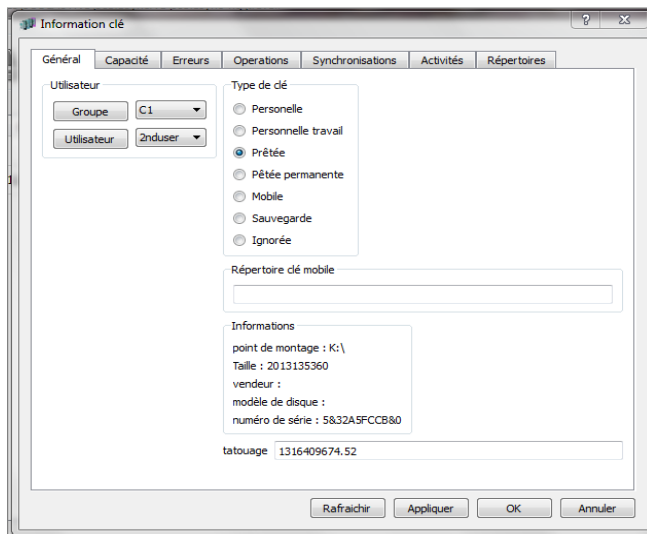 Information clé
Général Capacité Erreurs Operations Synchronisations Activités Répertoires
Utilisateur
Groupe C1
Utilisateur 2nduser
Type de clé
Personelle
Personnelle travail
Prêtée
Pêtée permanente
Mobile
Sauvegarde
Ignorée
Répertoire clé mobile
Informations
point de montage : K:\
Taille : 2013135360
vendeur :
modèle de disque :
numéro de série : 5&32A5FCCB&0
tatouage 1316409674.52
Rafraichir Appliquer OK Annuler